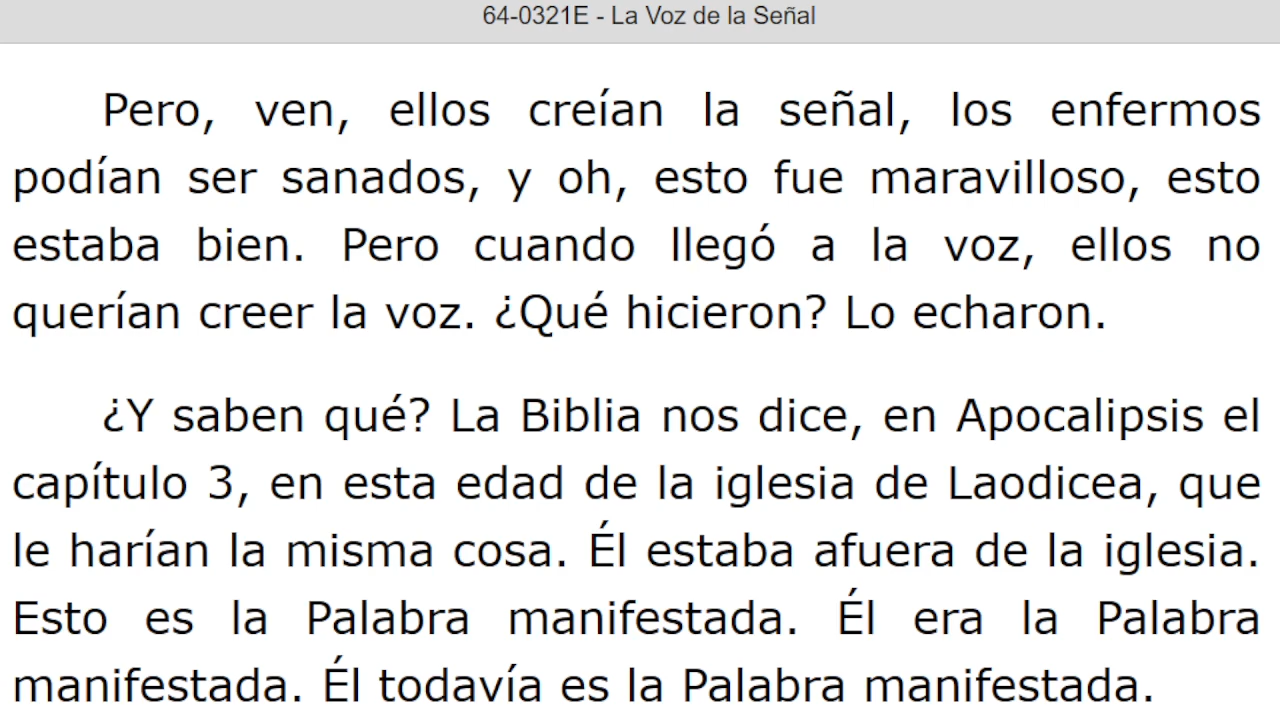 64-0321E - La Voz de la Señal
Pero, ven, ellos creían la señal, los enfermos
podían ser sanados, y oh, esto fue maravilloso, esto
estaba bien. Pero cuando llegó a la voz, ellos no
querían creer la voz. ¿Qué hicieron? Lo echaron.
¿Y saben qué? La Biblia nos dice, en Apocalipsis el
capítulo 3, en esta edad de la iglesia de Laodicea, que
le harían la misma cosa. Él estaba afuera de la iglesia.
Esto es la Palabra manifestada. Él era la Palabra
manifestada. Él todavía es la Palabra manifestada.